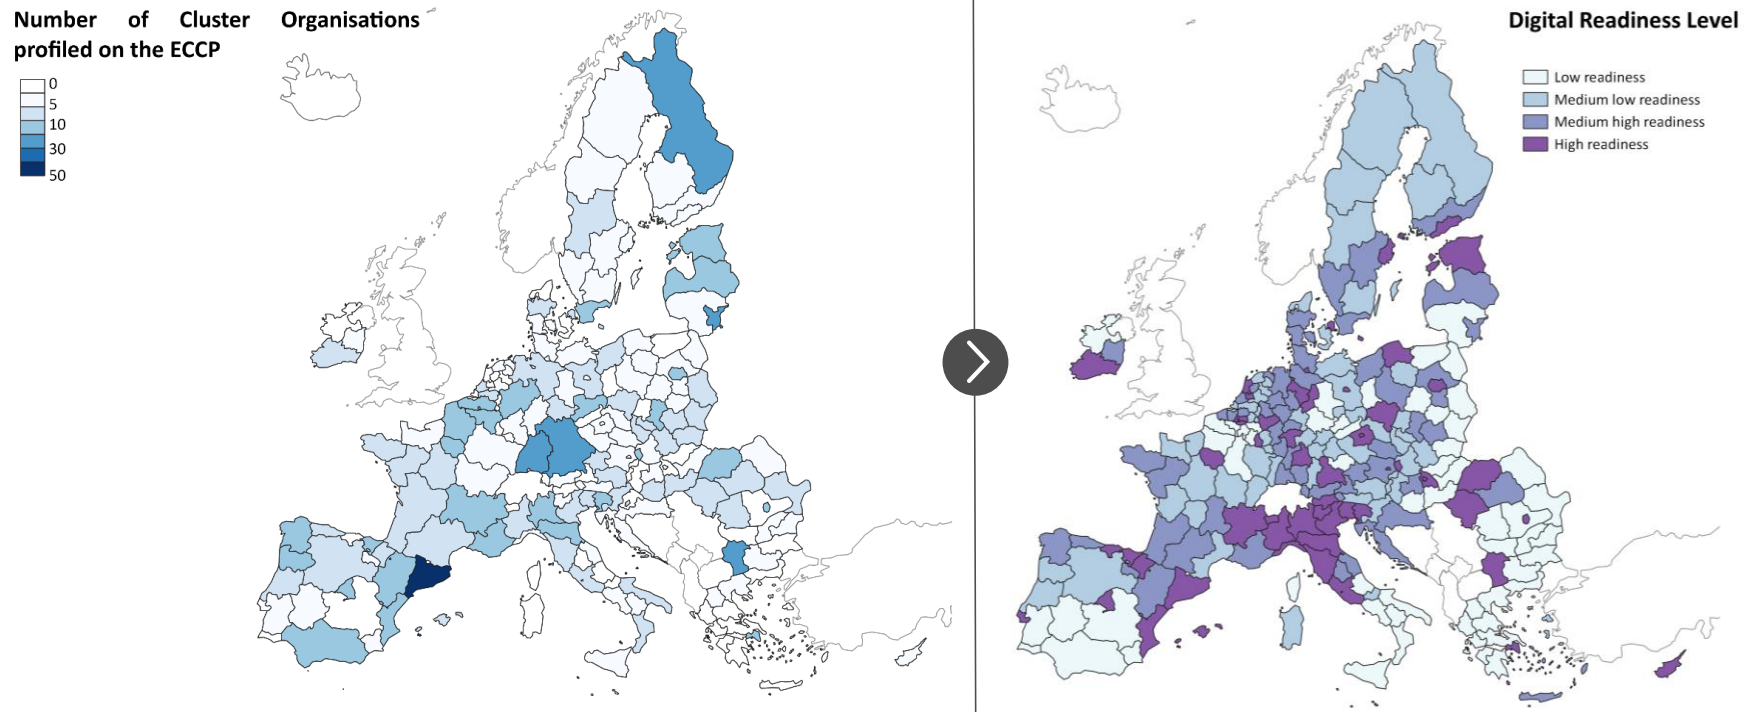 Number of Cluster Organisations
profiled on the ECCP
0
5
10
30
50
Digital Readiness Level
Low readiness
Medium low readiness
Medium high readiness
High readiness